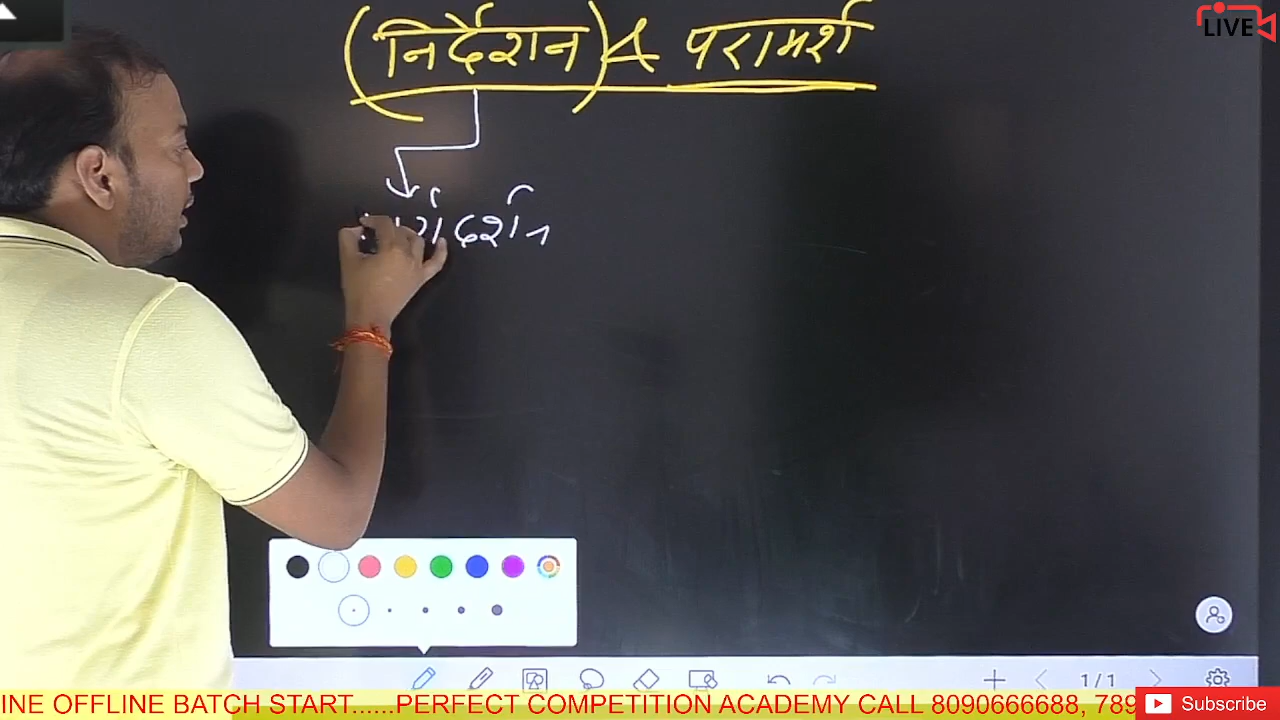 LIVE
(निर्देशन) & परामर्श
1/1
INE OFFLINE BATCH START......PERFECT COMPETITION ACADEMY CALL 8090666688, 789
Subscribe